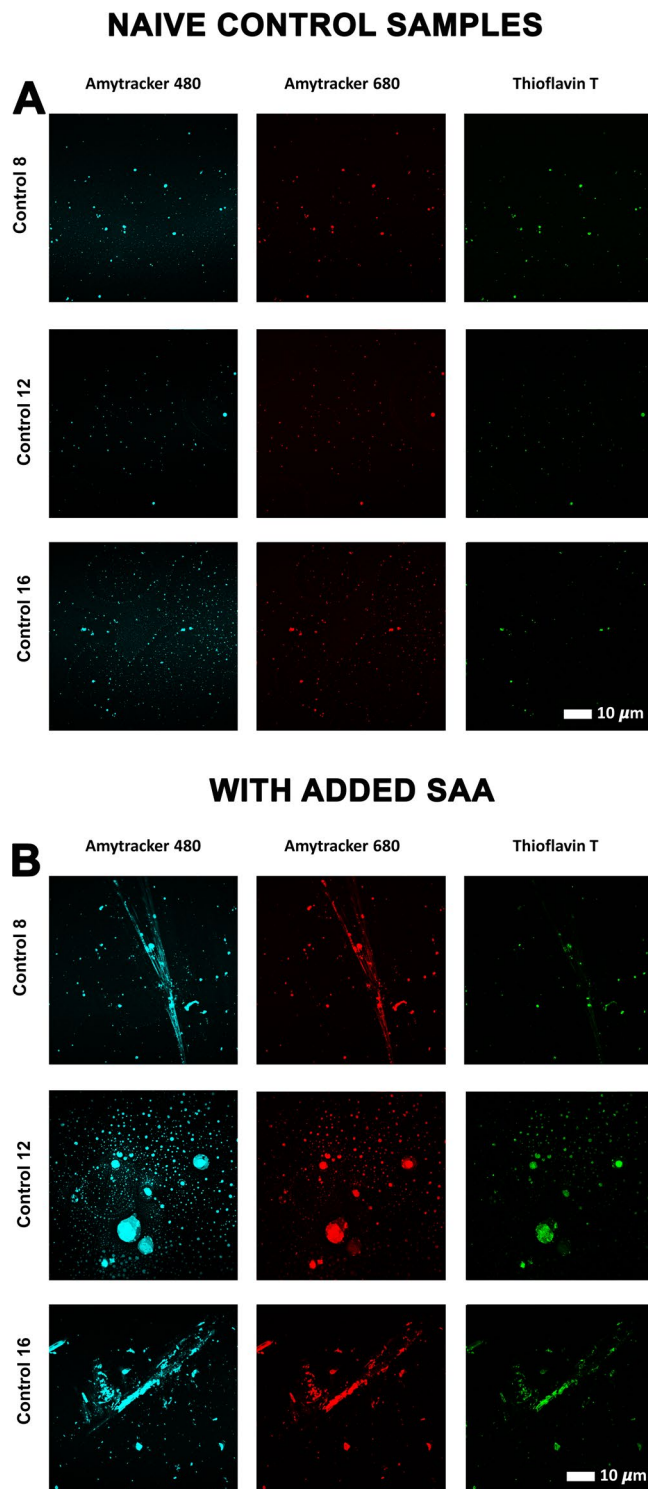 NAIVE CONTROL SAMPLES
A
Amytracker 480 Amytracker 680 Thioflavin T
Control 8
Control 12
Control 16
10 µm
WITH ADDED SAA
B
Amytracker 480 Amytracker 680 Thioflavin T
Control 8
Control 12
Control 16
10 µm